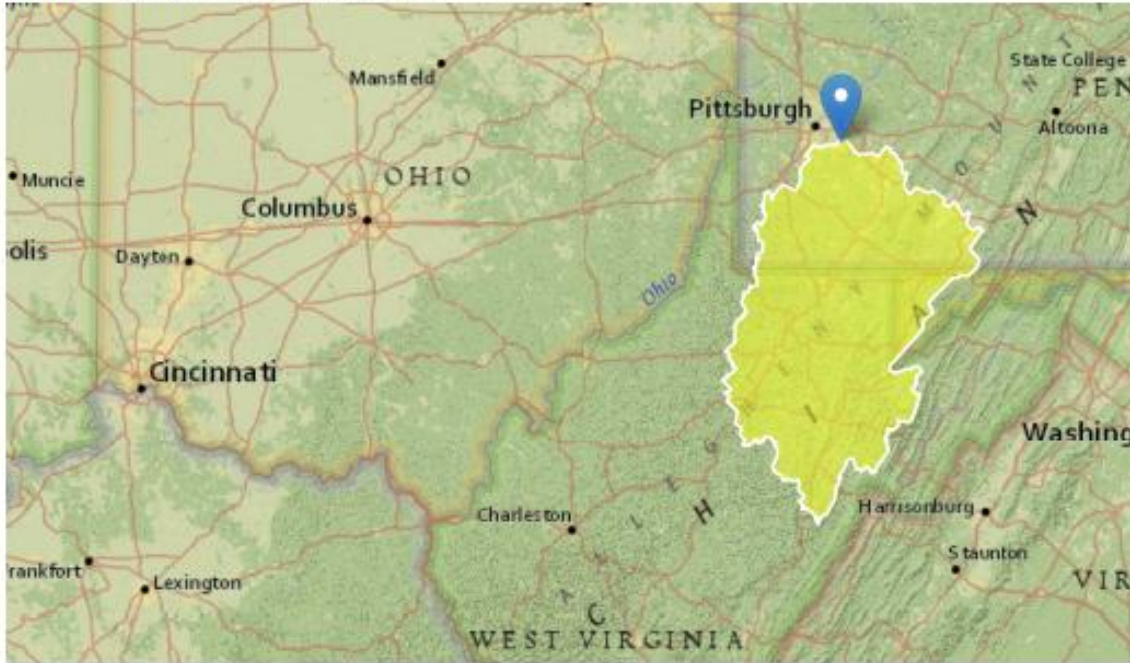 Mansfield
State College
PEN
Pittsburgh
Altoona
Muncie
OHIO
Columbus
olis
Dayton
Ohio
Cincinnati
Washing
Harrisonburg
Charleston
Staunton
rankfort
Lexington
VIR
WEST VIRGINIA